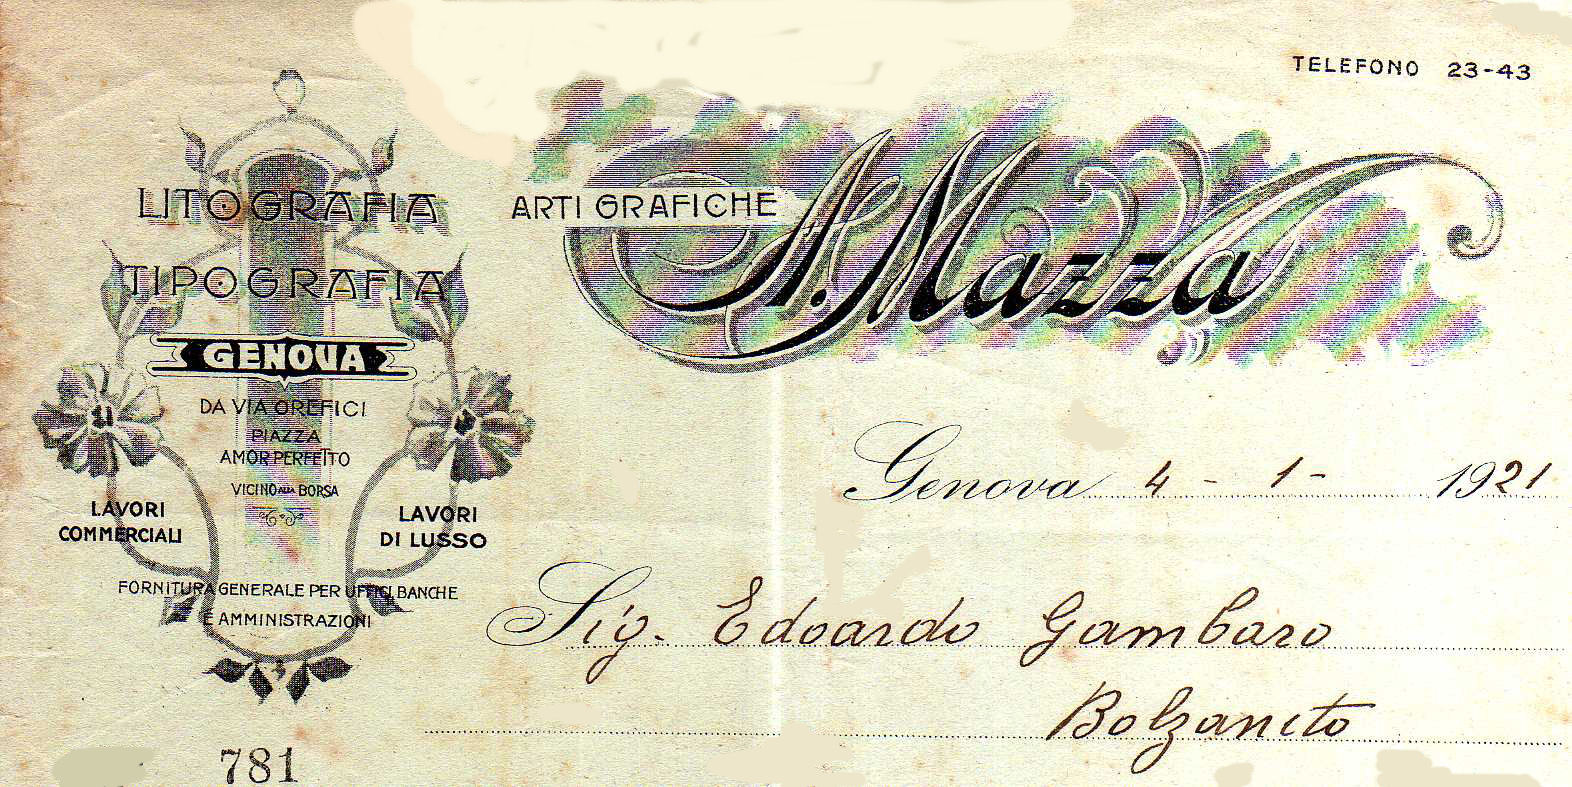 TELEFONO 23-43
LITOGRAFIA
TIPOGRAFIA
GENOVA
DA VIA OREFICI
PIAZZA
AMOR PERFETTO
VICINO ALLA BORSA
LAVORI
COMMERCIALI
LAVORI
DI LUSSO
FORNITURA GENERALE PER UFFICI, BANCHE
E AMMINISTRAZIONI
781
ARTI GRAFICHE
A. Mazza
Genova 4 - 1 - 1921
Sig. Edoardo Gambaro
Bolzaneto